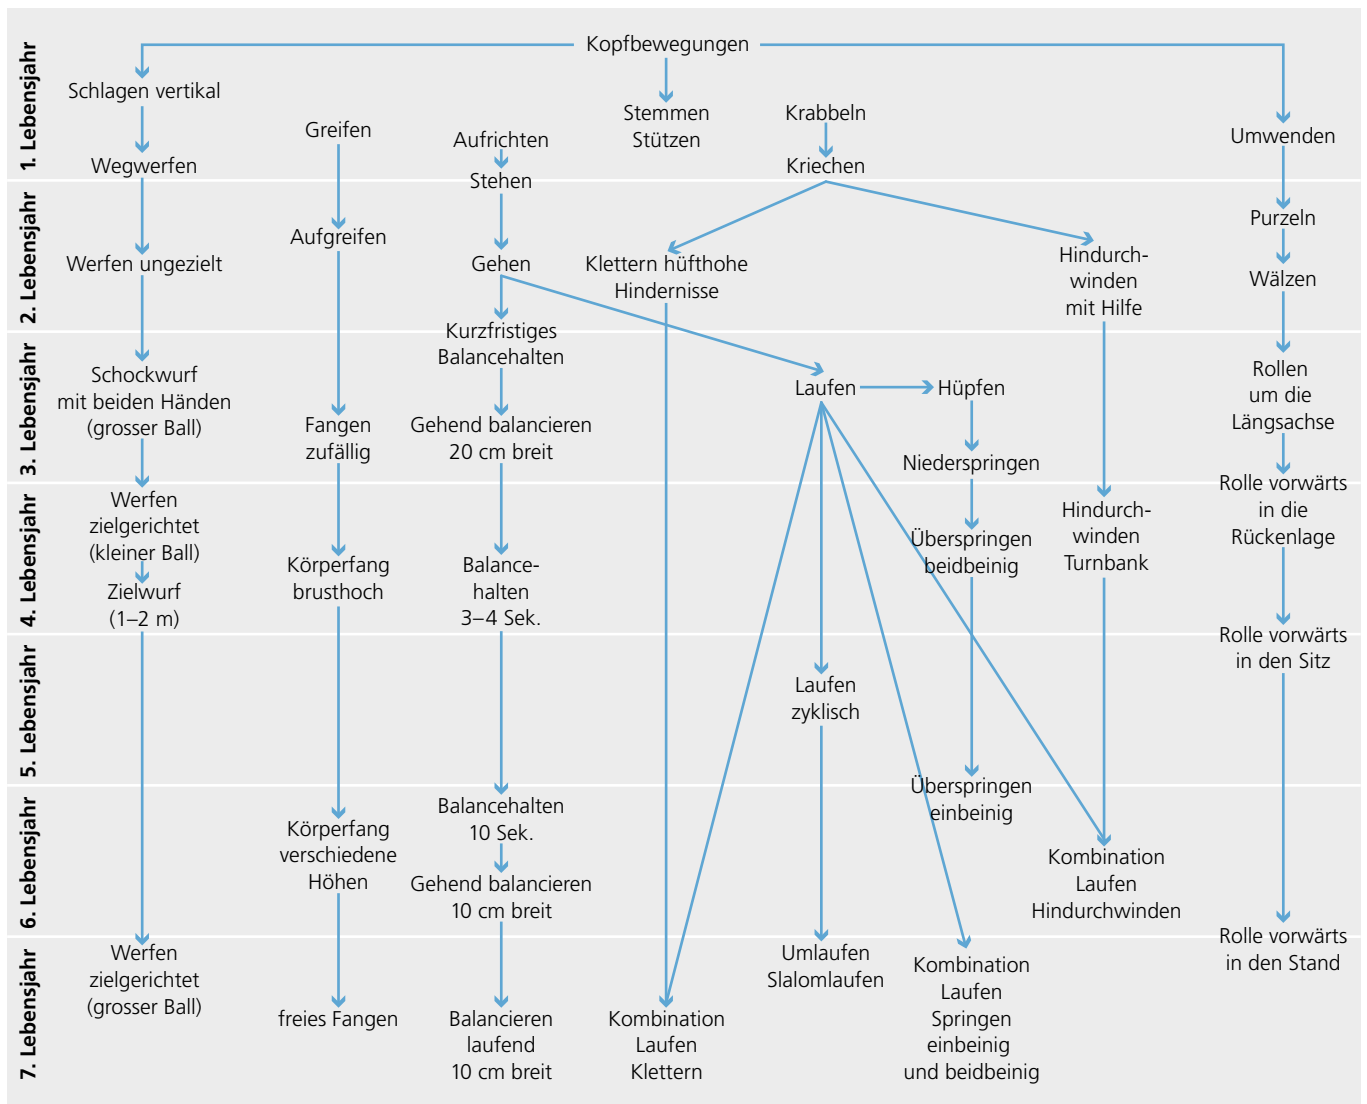 1. Lebensjahr
Kopfbewegungen
Schlagen vertikal
Wegwerfen
Greifen
Aufrichten
Stehen
Stemmen
Stützen
Krabbeln
Kriechen
Umwenden
2. Lebensjahr
Werfen ungezielt
Aufgreifen
Gehen
Klettern hüfthohe
Hindernisse
Hindurch-
winden
mit Hilfe
Purzeln
Wälzen
Kurzfristiges
Balancehalten
3. Lebensjahr
Schockwurf
mit beiden Händen
(grosser Ball)
Fangen
zufällig
Gehend balancieren
20 cm breit
Laufen
Hüpfen
Niederspringen
Rollen
um die
Längsachse
4. Lebensjahr
Werfen
zielgerichtet
(kleiner Ball)
Zielwurf
(1–2 m)
Körperfang
brusthoch
Balance-
halten
3–4 Sek.
Überspringen
beidbeinig
Hindurch-
winden
Turnbank
Rolle vorwärts
in die
Rückenlage
5. Lebensjahr
Laufen
zyklisch
Überspringen
einbeinig
Rolle vorwärts
in den Sitz
6. Lebensjahr
Körperfang
verschiedene
Höhen
Balancehalten
10 Sek.
Gehend balancieren
10 cm breit
Kombination
Laufen
Hindurchwinden
7. Lebensjahr
Werfen
zielgerichtet
(grosser Ball)
freies Fangen
Balancieren
laufend
10 cm breit
Kombination
Laufen
Klettern
Umlaufen
Slalomlaufen
Kombination
Laufen
Springen
einbeinig
und beidbeinig
Rolle vorwärts
in den Stand